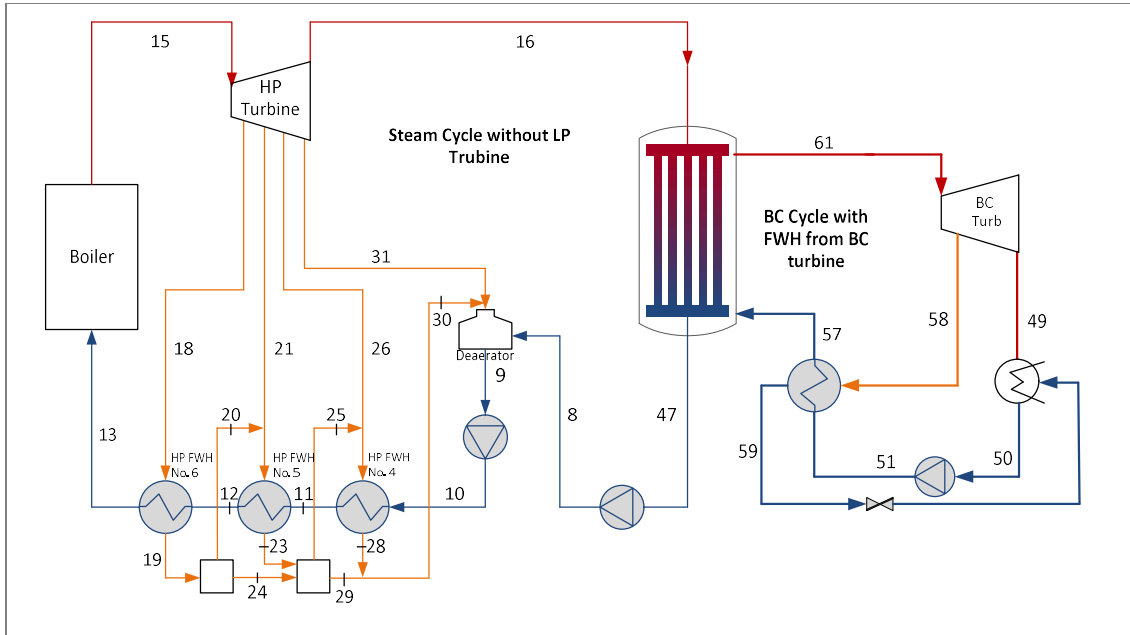 15
16
HP
Turbine
Steam Cycle without LP
Trubine
61
BC
Turb
BC Cycle with
FWH from BC
turbine
Boiler
31
30
Deaerator
18
21
26
9
57
58
49
13
20
25
8
47
HP FWH
No.6
HP FWH
No.5
HP FWH
No.4
59
51
50
12
11
10
19
23
28
24
29